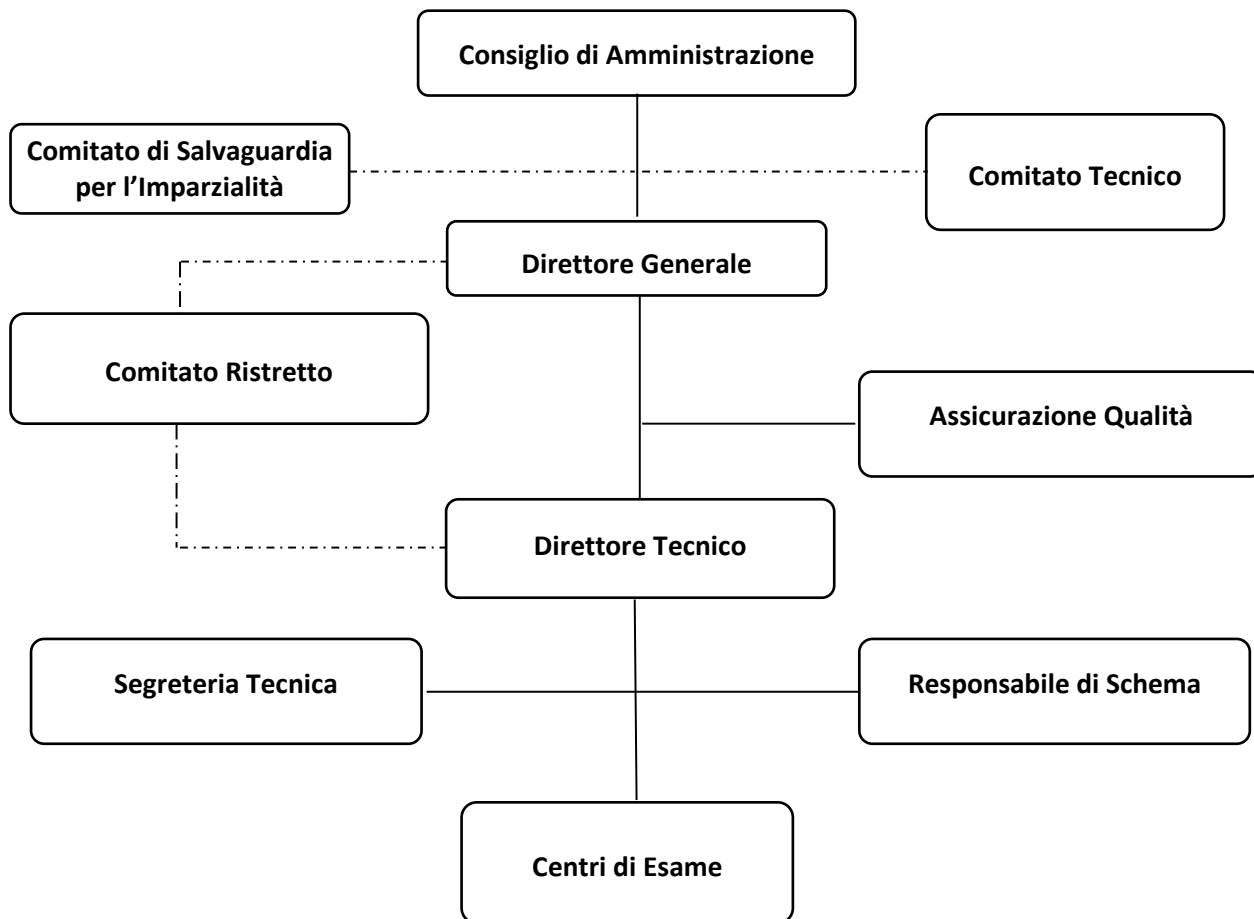 Consiglio di Amministrazione
Comitato di Salvaguardia
per l’Imparzialità
Comitato Tecnico
Direttore Generale
Comitato Ristretto
Assicurazione Qualità
Direttore Tecnico
Segreteria Tecnica
Responsabile di Schema
Centri di Esame